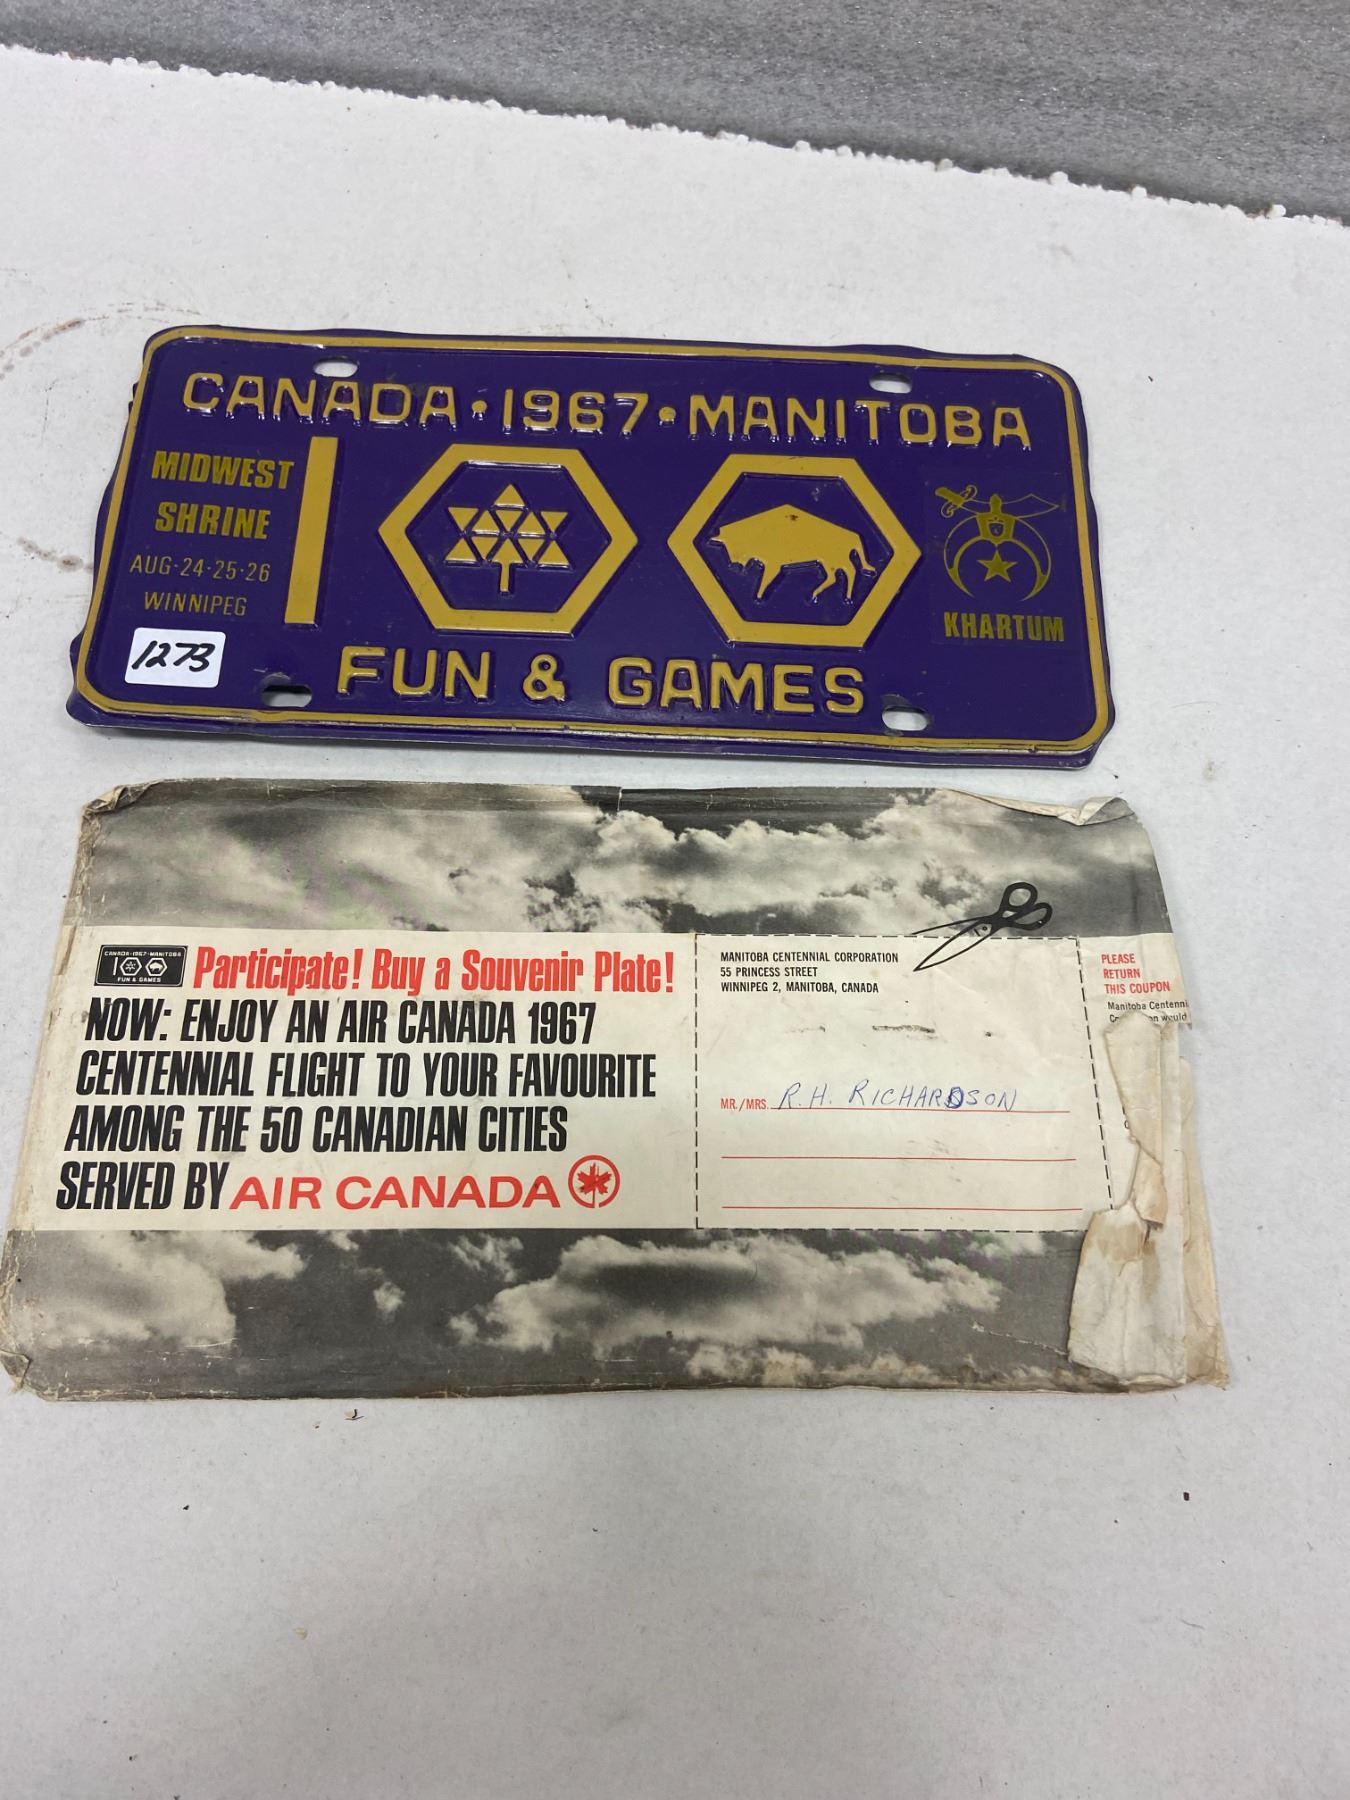 CANADA • 1967 • MANITOBA
MIDWEST
SHRINE
AUG•24•25•26
WINNIPEG
1273
KHARTUM
FUN & GAMES
CANADA•1967•MANITOBA
FUN & GAMES
Participate! Buy a Souvenir Plate!
NOW: ENJOY AN AIR CANADA 1967
CENTENNIAL FLIGHT TO YOUR FAVOURITE
AMONG THE 50 CANADIAN CITIES
SERVED BY AIR CANADA
MANITOBA CENTENNIAL CORPORATION
55 PRINCESS STREET
WINNIPEG 2, MANITOBA, CANADA
MR./MRS. R.H. RICHARDSON
PLEASE
RETURN
THIS COUPON
Manitoba Centenni
would